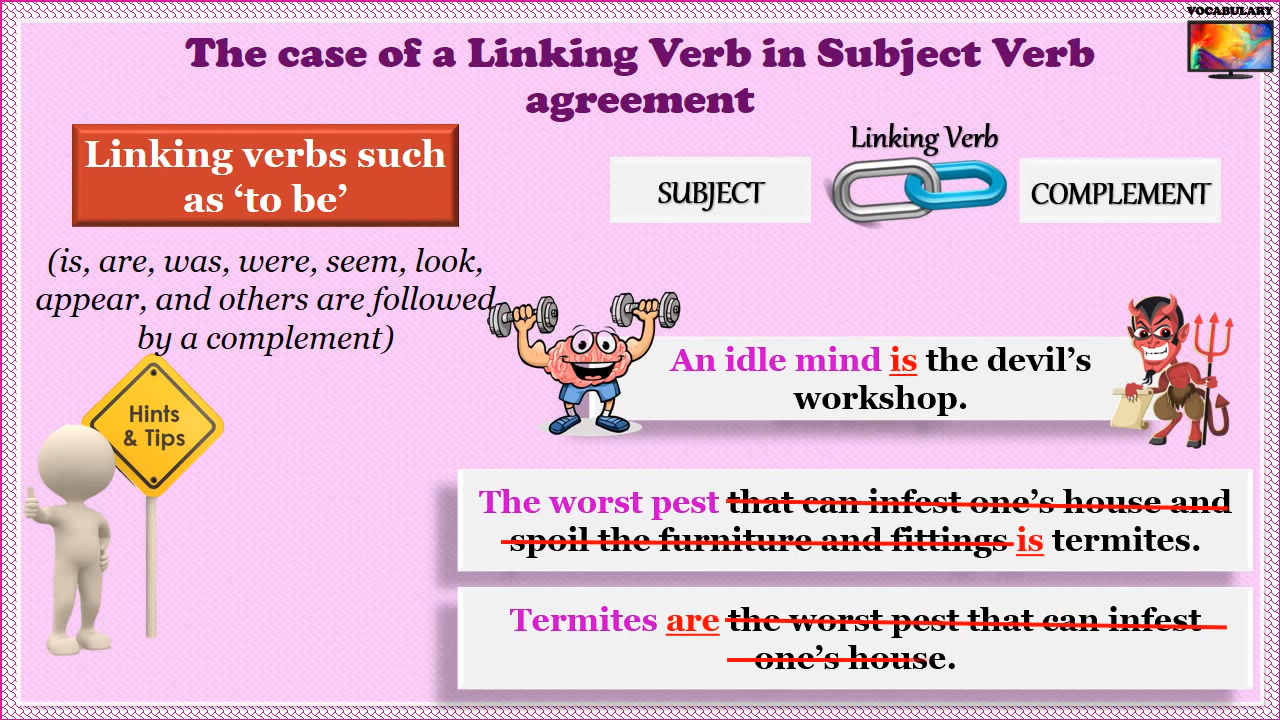 VOCABULARY
The case of a Linking Verb in Subject Verb
agreement
Linking verbs such
as ‘to be’
(is, are, was, were, seem, look,
appear, and others are followed
by a complement)
Hints
& Tips
Linking Verb
SUBJECT
COMPLEMENT
An idle mind is the devil’s
workshop.
The worst pest that can infest one’s house and
spoil the furniture and fittings is termites.
Termites are the worst pest that can infest
one’s house.